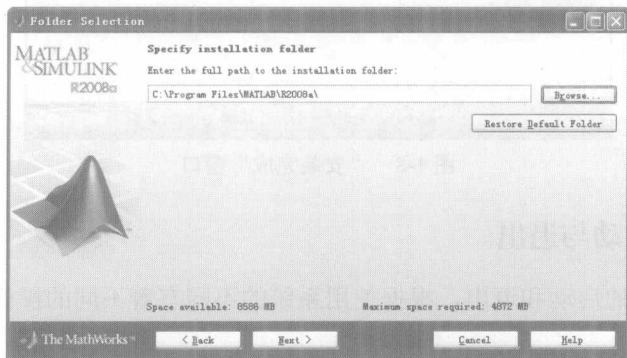 Folder Selection
MATLAB
&SIMULINK
R2008a
Specify installation folder
Enter the full path to the installation folder:
C:\Program Files\MATLAB\R2008a\
Browse...
Restore Default Folder
Space available: 8586 MB
Maximum space required: 4872 MB
The MathWorks™
< Back
Next >
Cancel
Help